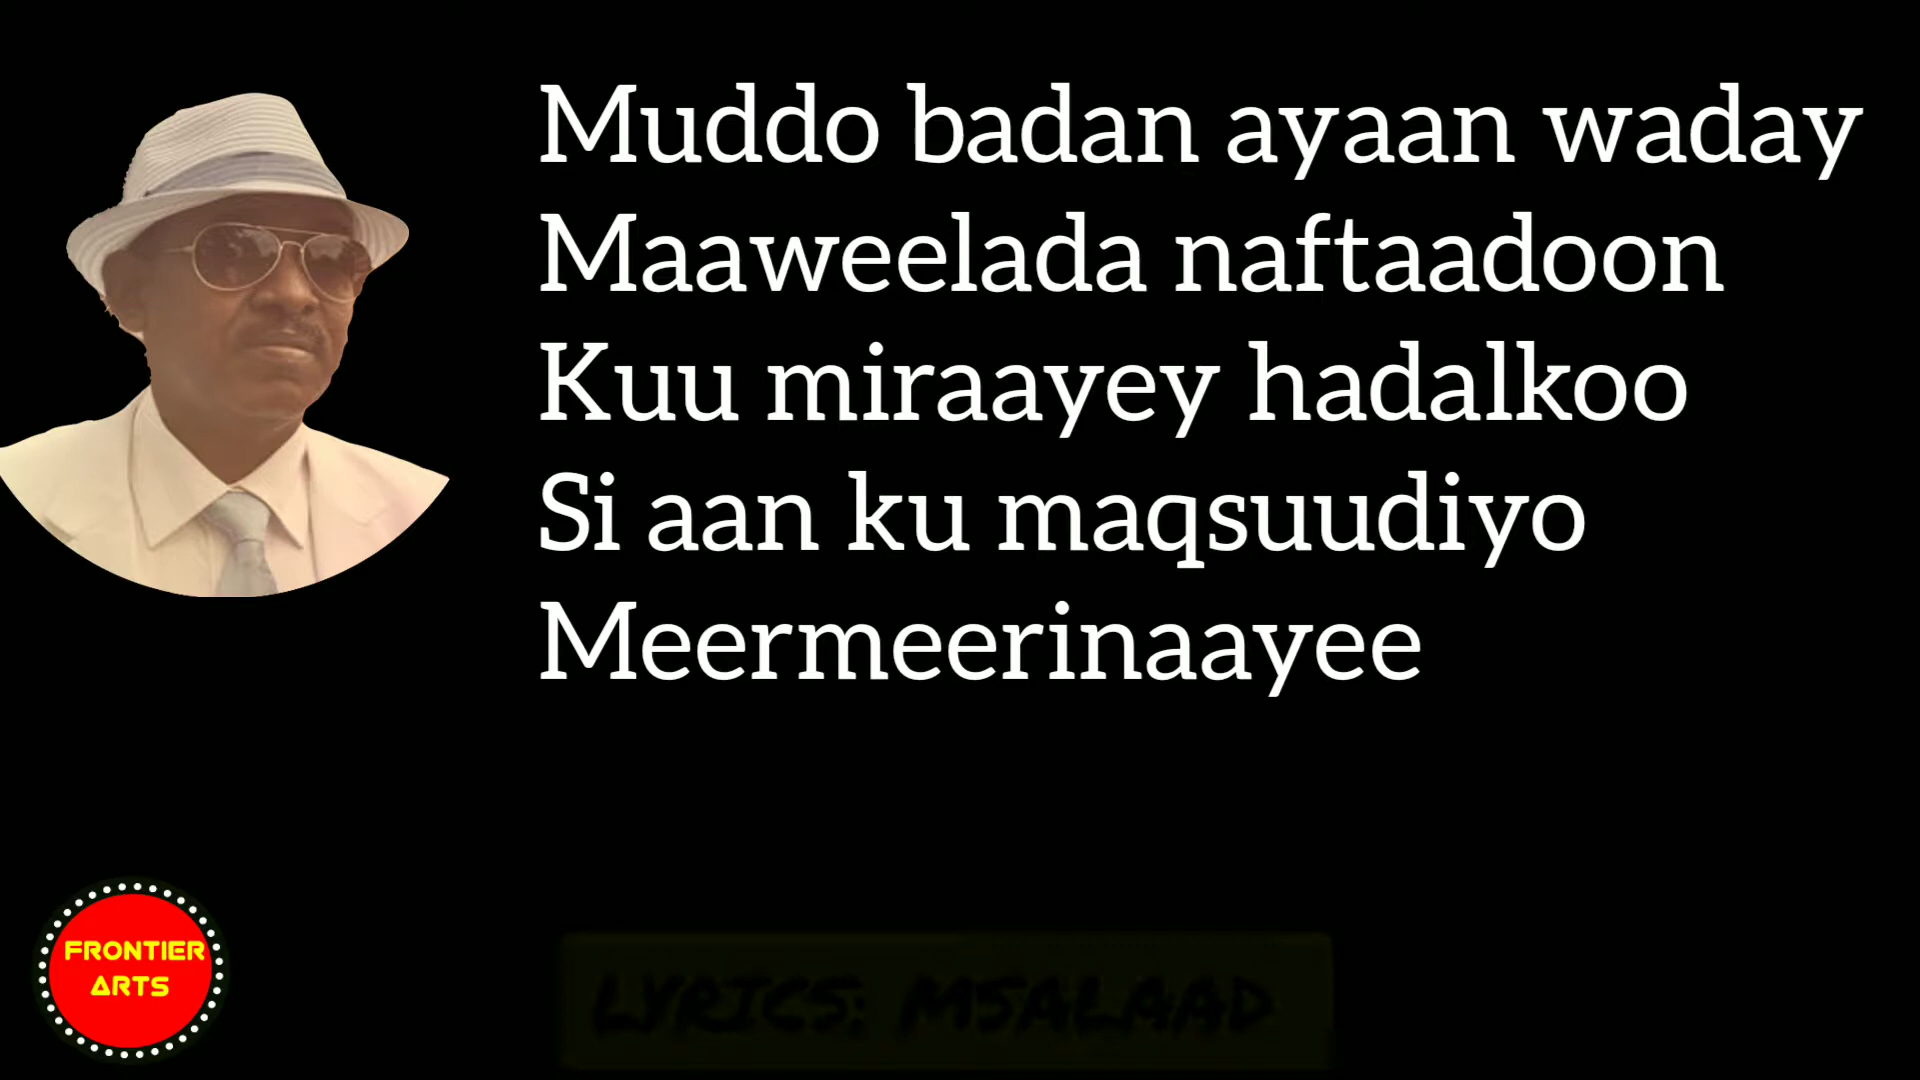 Muddo badan ayaan waday
Maaweelada naftaadoon
Kuu miraayey hadalkoo
Si aan ku maqsuudiyo
Meermeerinaayee
FRONTIER
ARTS
LYRICS: MSALAAD